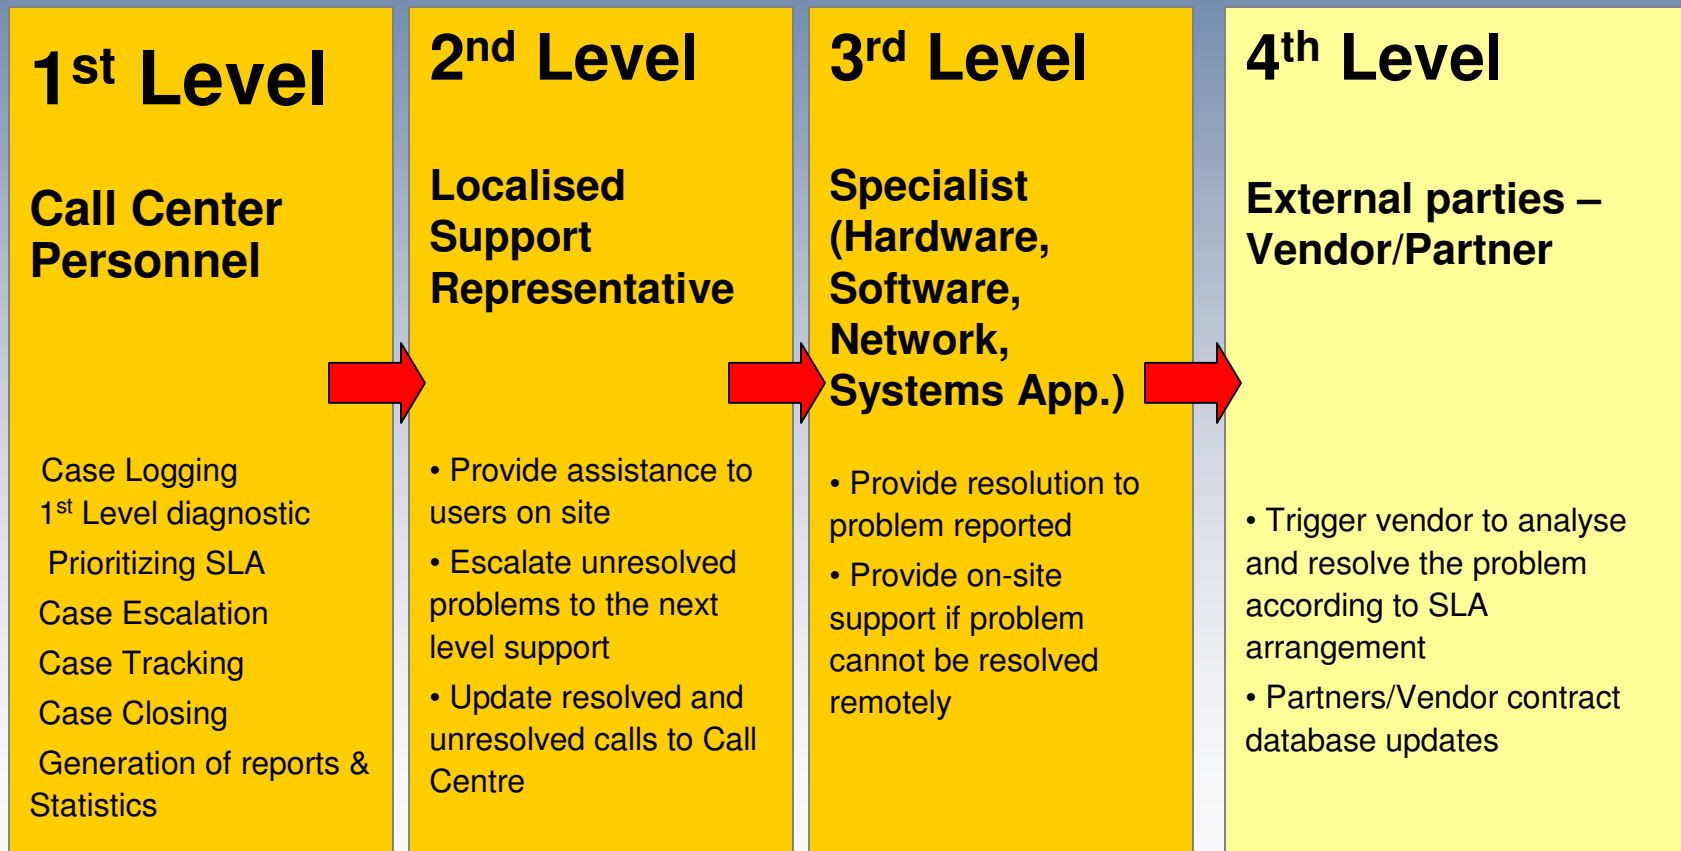 1st Level
Call Center
Personnel
Case Logging
1st Level diagnostic
Prioritizing SLA
Case Escalation
Case Tracking
Case Closing
Generation of reports &
Statistics
2nd Level
Localised
Support
Representative
• Provide assistance to
users on site
• Escalate unresolved
problems to the next
level support
• Update resolved and
unresolved calls to Call
Centre
3rd Level
Specialist
(Hardware,
Software,
Network,
Systems App.)
• Provide resolution to
problem reported
• Provide on-site
support if problem
cannot be resolved
remotely
4th Level
External parties –
Vendor/Partner
• Trigger vendor to analyse
and resolve the problem
according to SLA
arrangement
• Partners/Vendor contract
database updates